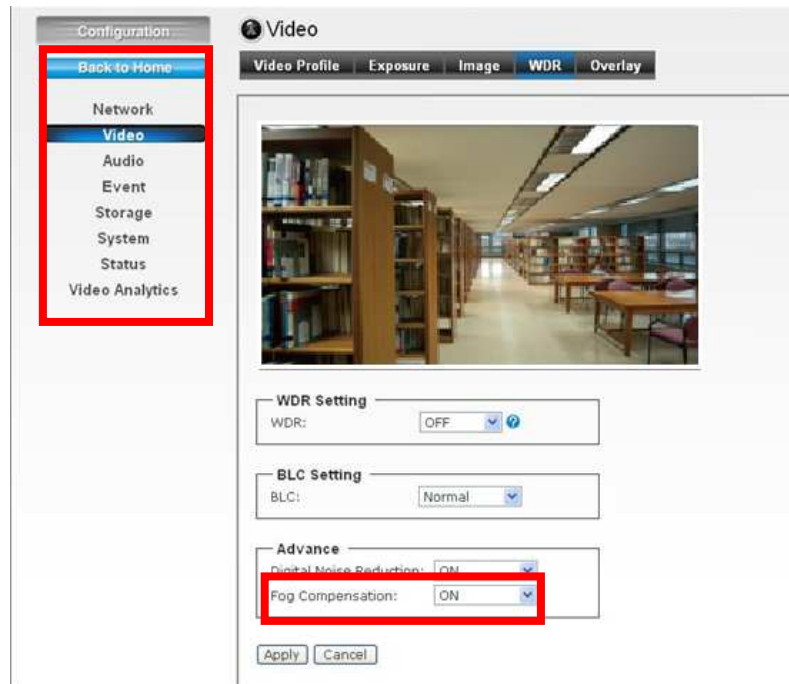 Configuration
Back to Home
Network
Video
Audio
Event
Storage
System
Status
Video Analytics
Video
Video Profile Exposure Image WDR Overlay
WDR Setting
WDR: OFF
BLC Setting
BLC: Normal
Advance
Digital Noise Reduction: ON
Fog Compensation: ON
Apply Cancel